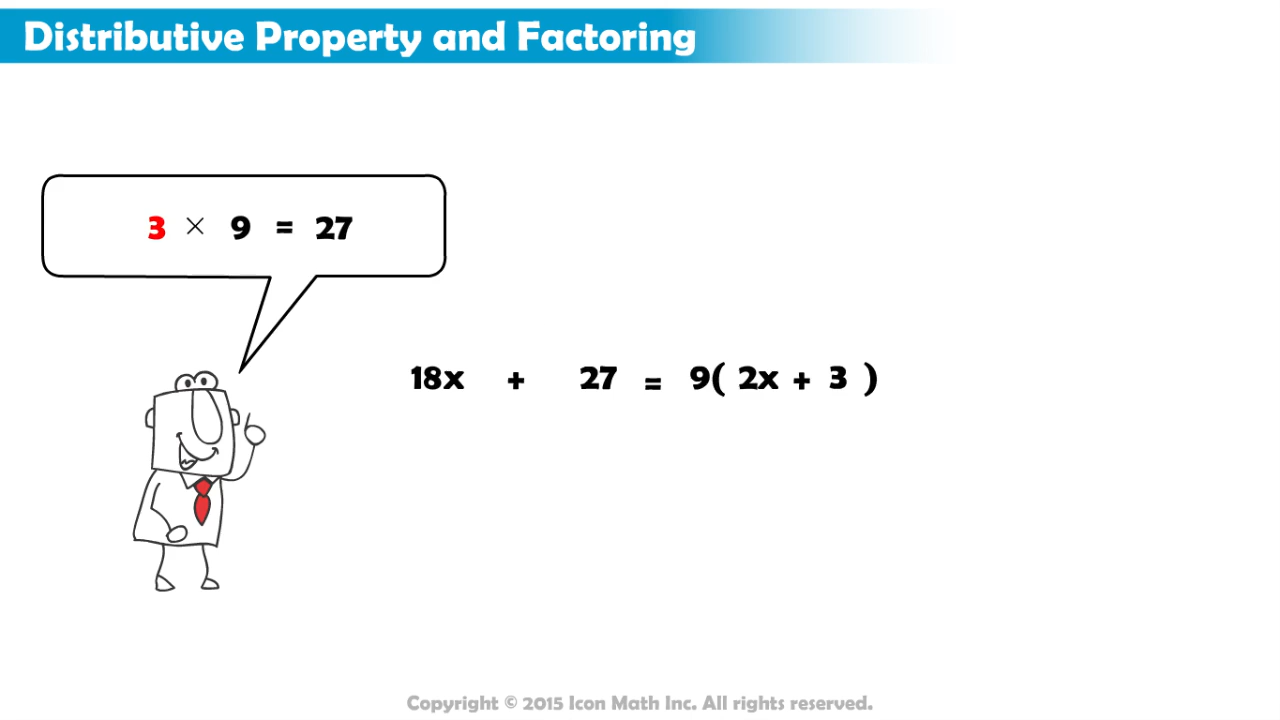 Distributive Property and Factoring
3 × 9 = 27
18x + 27 = 9( 2x + 3 )
Copyright © 2015 Icon Math Inc. All rights reserved.